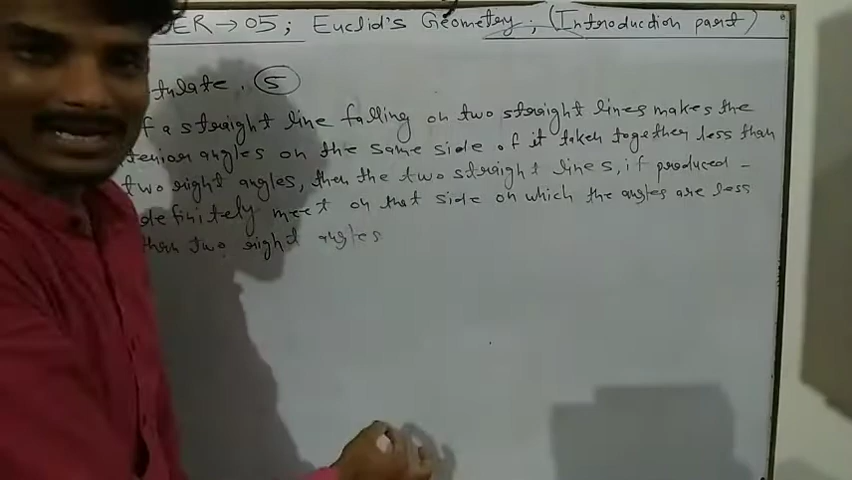 ER → 05; Euclid's Geometry; (Introduction part)
tulate. 5
f a straight line falling on two straight lines makes the
terior angles on the same side of it taken together less than
two right angles, then the two straight lines, if produced -
definitely meet on that side on which the angles are less
than two right angles